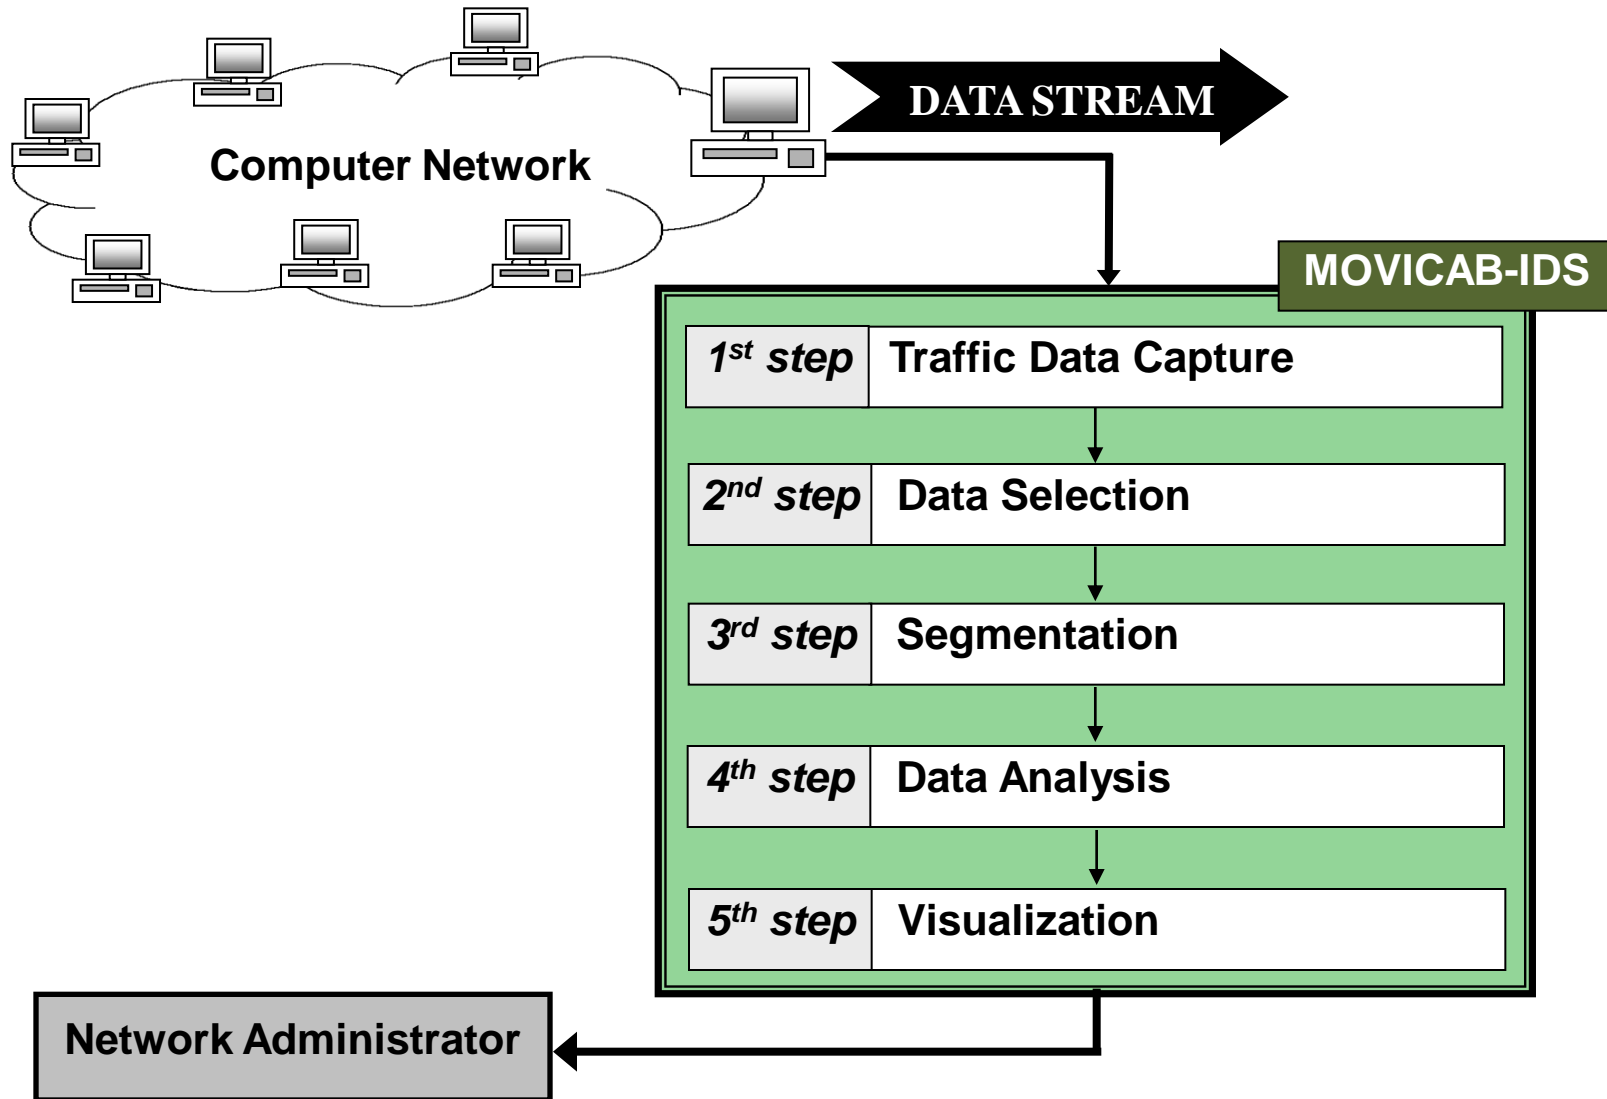 DATA STREAM
Computer Network
MOVICAB-IDS
1st step Traffic Data Capture
2nd step Data Selection
3rd step Segmentation
4th step Data Analysis
5th step Visualization
Network Administrator